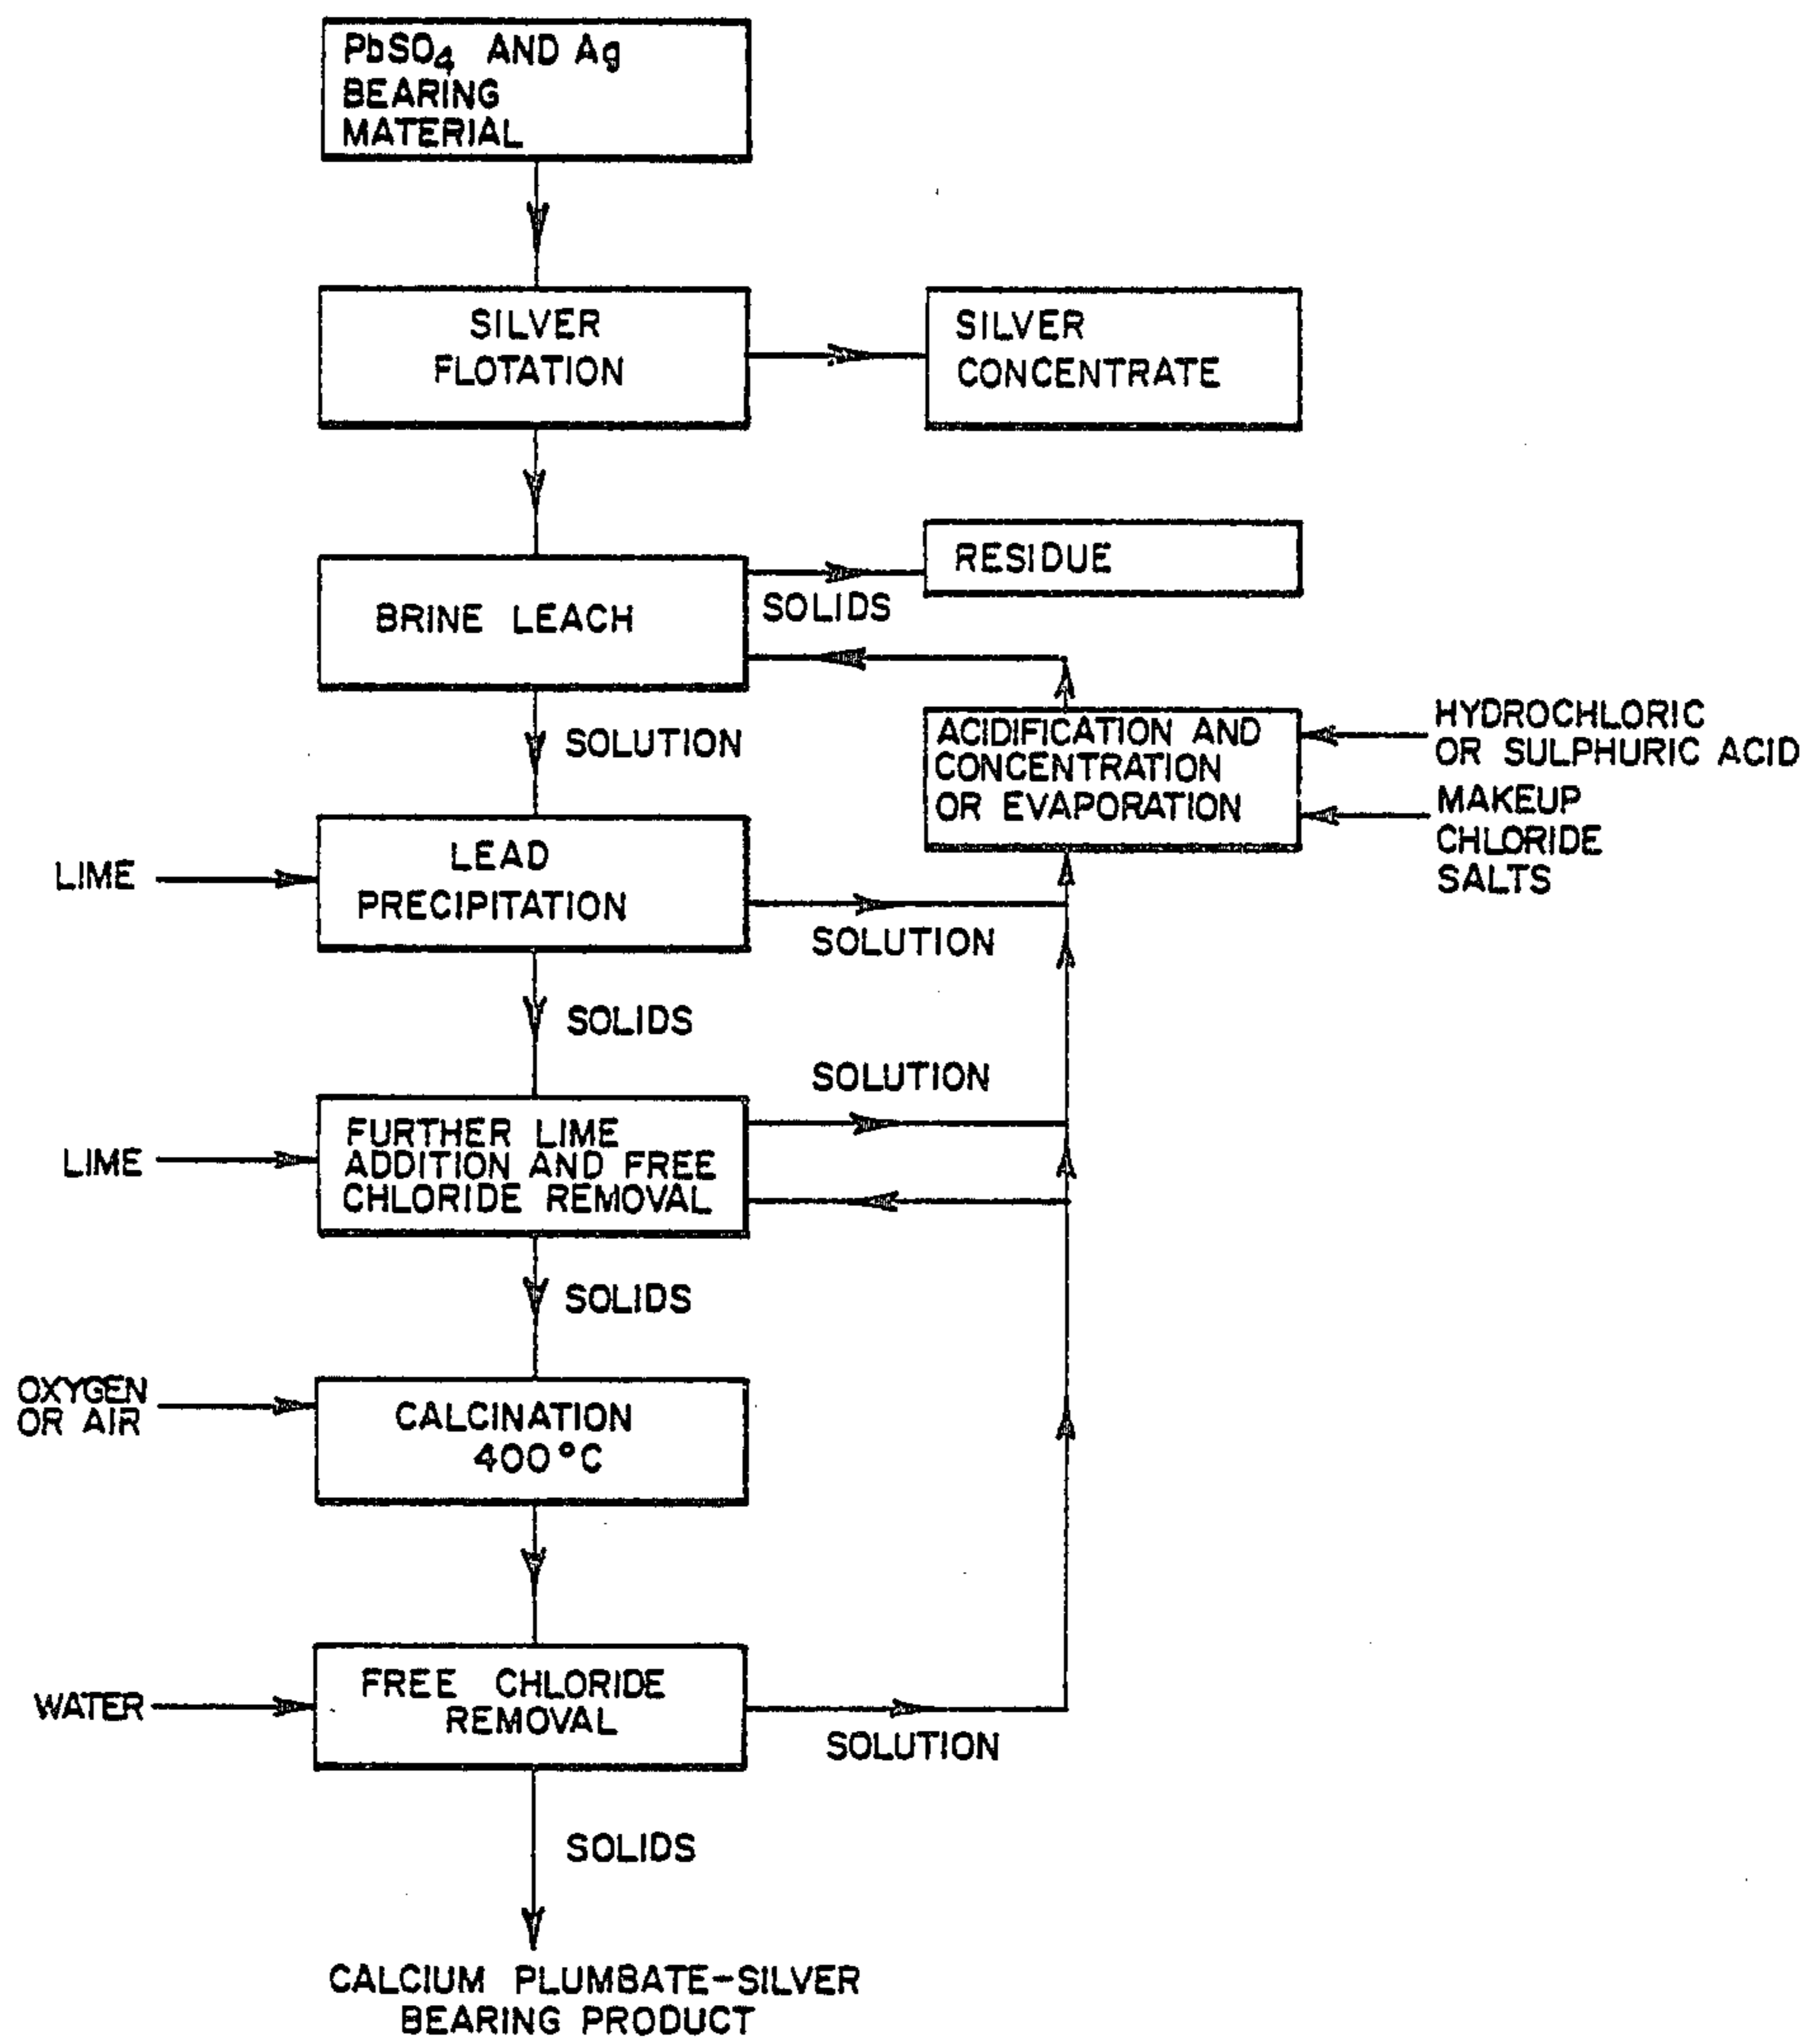 PbSO4 AND Ag
BEARING
MATERIAL
SILVER
FLOTATION
SILVER
CONCENTRATE
BRINE LEACH
SOLIDS
RESIDUE
SOLUTION
ACIDIFICATION AND
CONCENTRATION
OR EVAPORATION
HYDROCHLORIC
OR SULPHURIC ACID
MAKEUP
CHLORIDE
SALTS
LIME
LEAD
PRECIPITATION
SOLUTION
SOLIDS
SOLUTION
LIME
FURTHER LIME
ADDITION AND FREE
CHLORIDE REMOVAL
SOLIDS
OXYGEN
OR AIR
CALCINATION
400°C
WATER
FREE CHLORIDE
REMOVAL
SOLUTION
SOLIDS
CALCIUM PLUMBATE-SILVER
BEARING PRODUCT